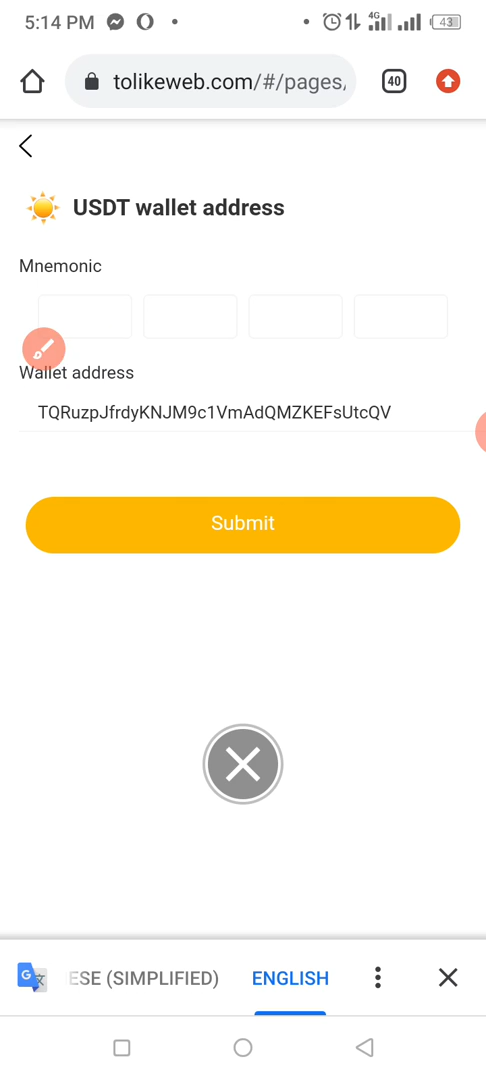 5:14 PM
4G
43
tolikeweb.com/#/pages,
40
USDT wallet address
Mnemonic
Wallet address
TQRuzpJfrdyKNJM9c1VmAdQMZKEFsUtcQV
Submit
ESE (SIMPLIFIED) ENGLISH